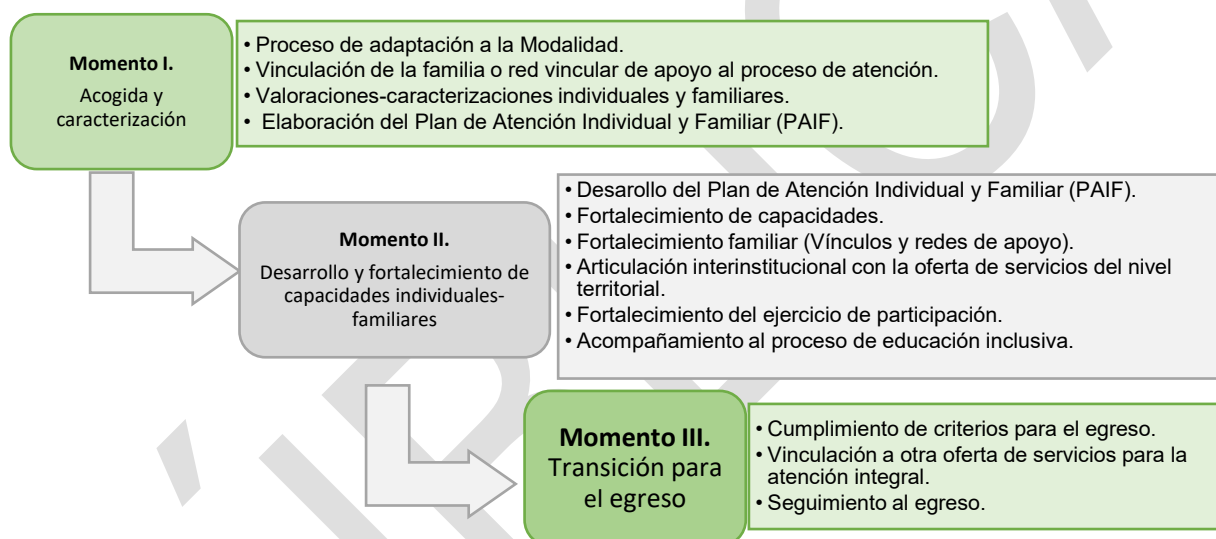 Momento I.
Acogida y
caracterización
• Proceso de adaptación a la Modalidad.
• Vinculación de la familia o red vincular de apoyo al proceso de atención.
• Valoraciones-caracterizaciones individuales y familiares.
• Elaboración del Plan de Atención Individual y Familiar (PAIF).
Momento II.
Desarrollo y fortalecimiento de
capacidades individuales-
familiares
• Desarollo del Plan de Atención Individual y Familiar (PAIF).
• Fortalecimiento de capacidades.
• Fortalecimiento familiar (Vínculos y redes de apoyo).
• Articulación interinstitucional con la oferta de servicios del nivel
territorial.
• Fortalecimiento del ejercicio de participación.
• Acompañamiento al proceso de educación inclusiva.
Momento III.
Transición para
el egreso
• Cumplimiento de criterios para el egreso.
• Vinculación a otra oferta de servicios para la
atención integral.
• Seguimiento al egreso.